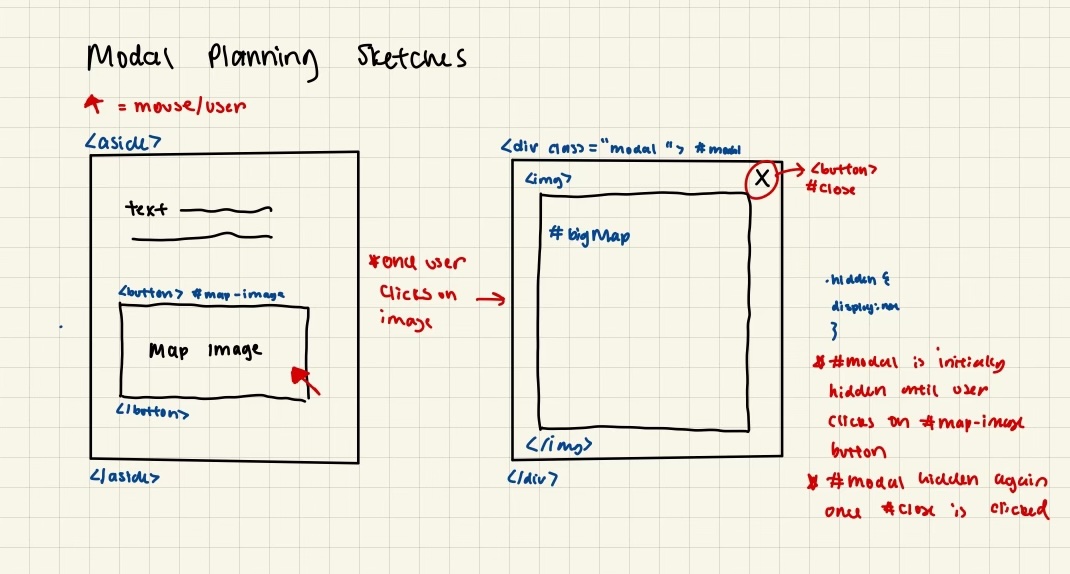 Modal Planning Sketches
= mouse/user
<aside>
text
<button> #map-image
Map Image
</button>
</aside>
*once user
clicks on
image
<div class="modal"> #modal
<img>
#bigMap
</img>
</div>
X
<button>
#close
.hidden {
display:none
}
* #modal is initially
hidden until user
clicks on #map-image
button
* #modal hidden again
once #close is clicked